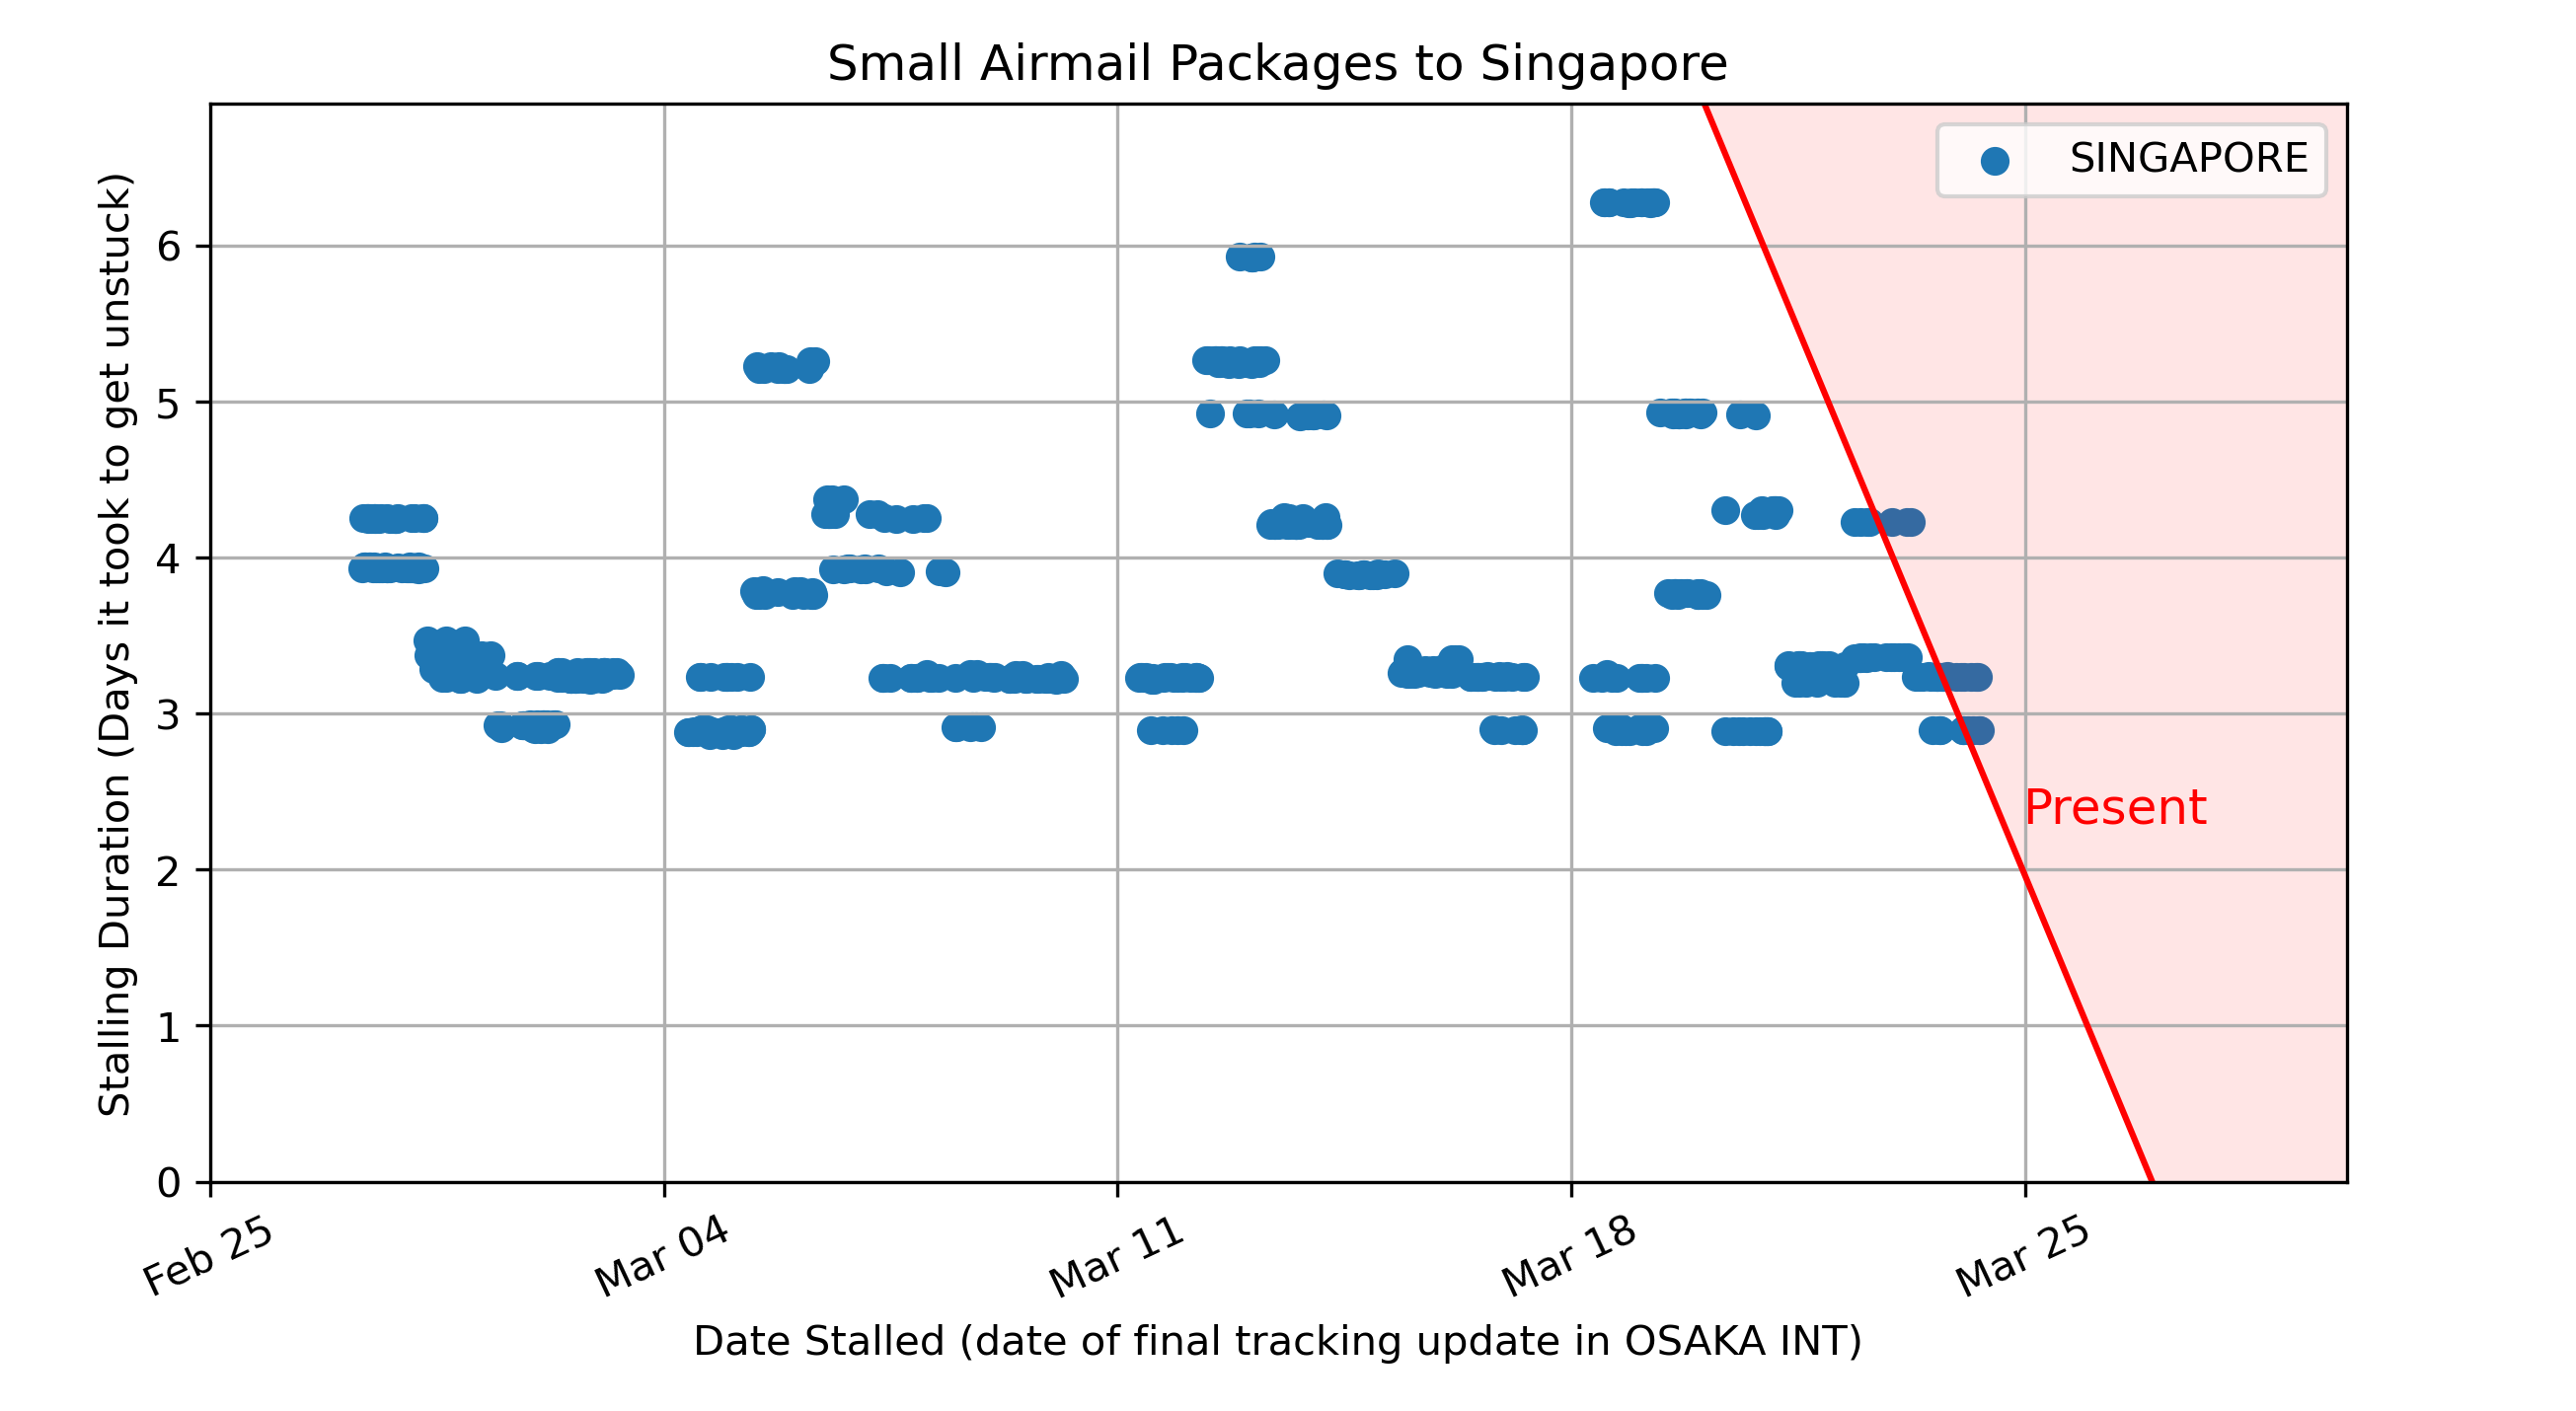 Small Airmail Packages to Singapore
SINGAPORE
Stalling Duration (Days it took to get unstuck)
6
5
4
3
2
1
0
Present
Feb 25
Mar 04
Mar 11
Mar 18
Mar 25
Date Stalled (date of final tracking update in OSAKA INT)